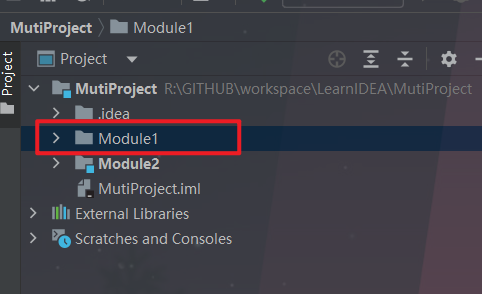 MutiProject Module1
Project
Project
MutiProject R:\GITHUB\workspace\LearnIDEA\MutiProject
.idea
Module1
Module2
MutiProject.iml
External Libraries
Scratches and Consoles